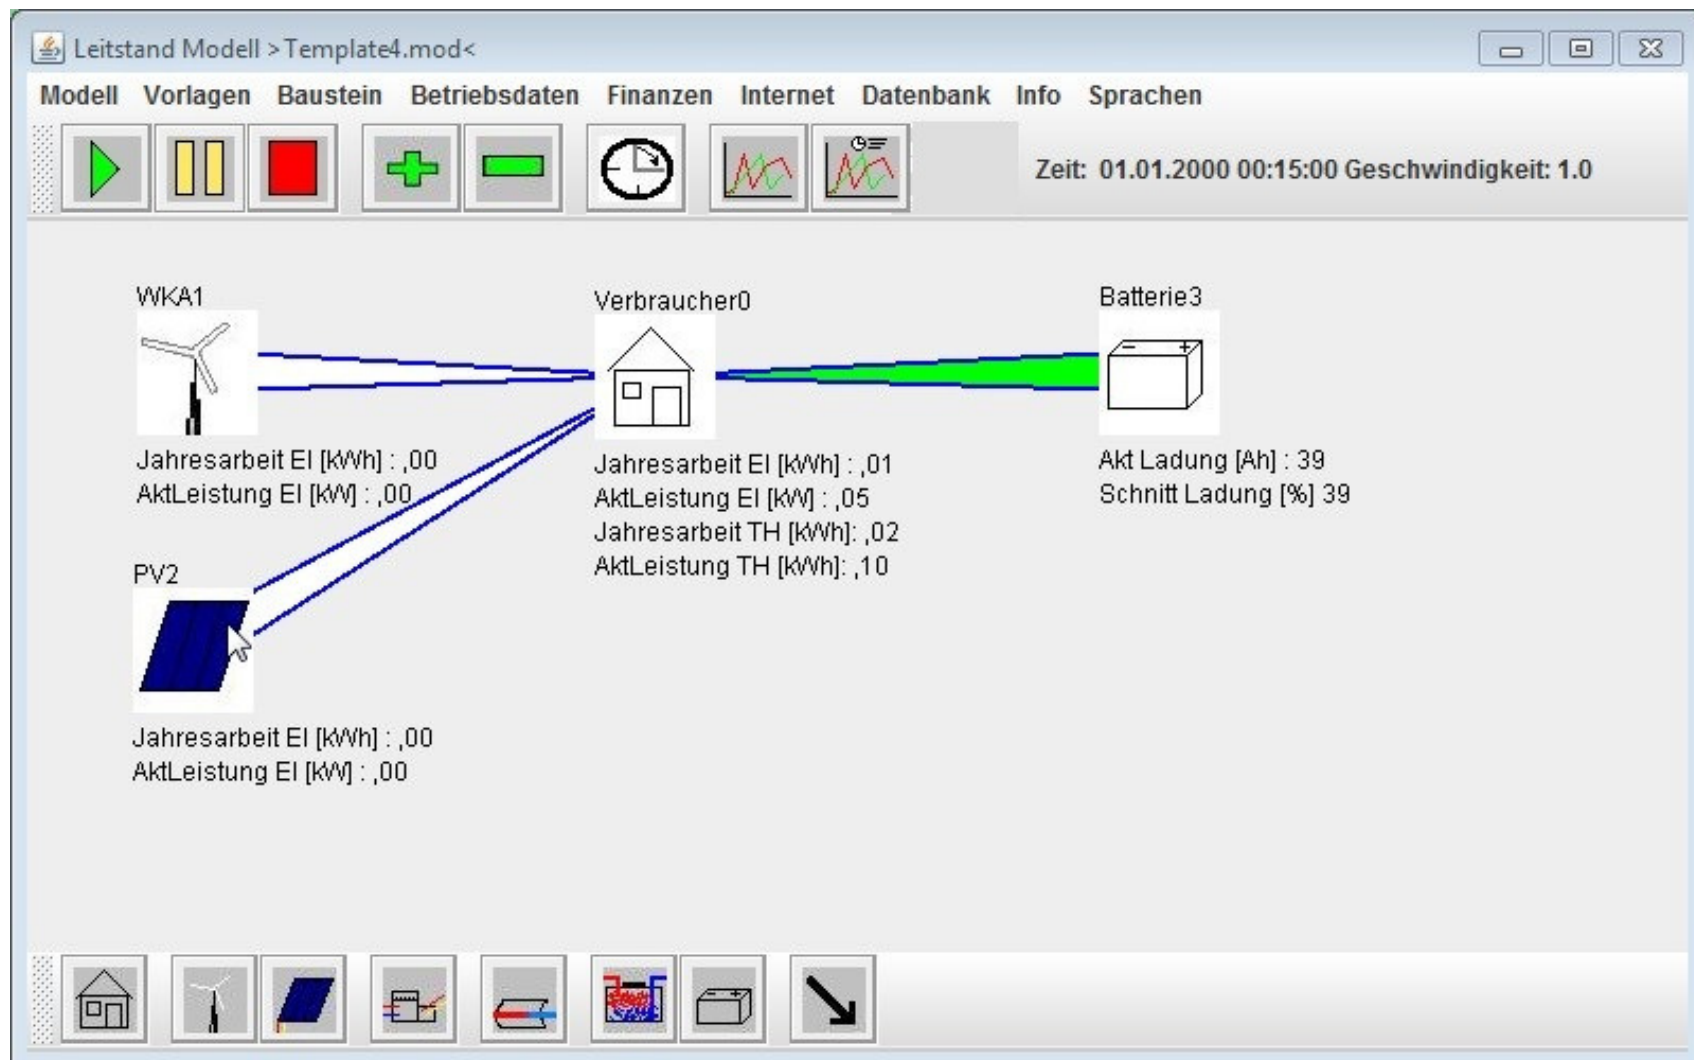 Leitstand Modell >Template4.mod<
Modell Vorlagen Baustein Betriebsdaten Finanzen Internet Datenbank Info Sprachen
Zeit: 01.01.2000 00:15:00 Geschwindigkeit: 1.0
WKA1
Jahresarbeit El [kWh] : ,00
AktLeistung El [kW] : ,00
Verbraucher0
Jahresarbeit El [kWh] : ,01
AktLeistung El [kW] : ,05
Jahresarbeit TH [kWh]: ,02
AktLeistung TH [kWh]: ,10
Batterie3
Akt Ladung [Ah] : 39
Schnitt Ladung [%] 39
PV2
Jahresarbeit El [kWh] : ,00
AktLeistung El [kW] : ,00